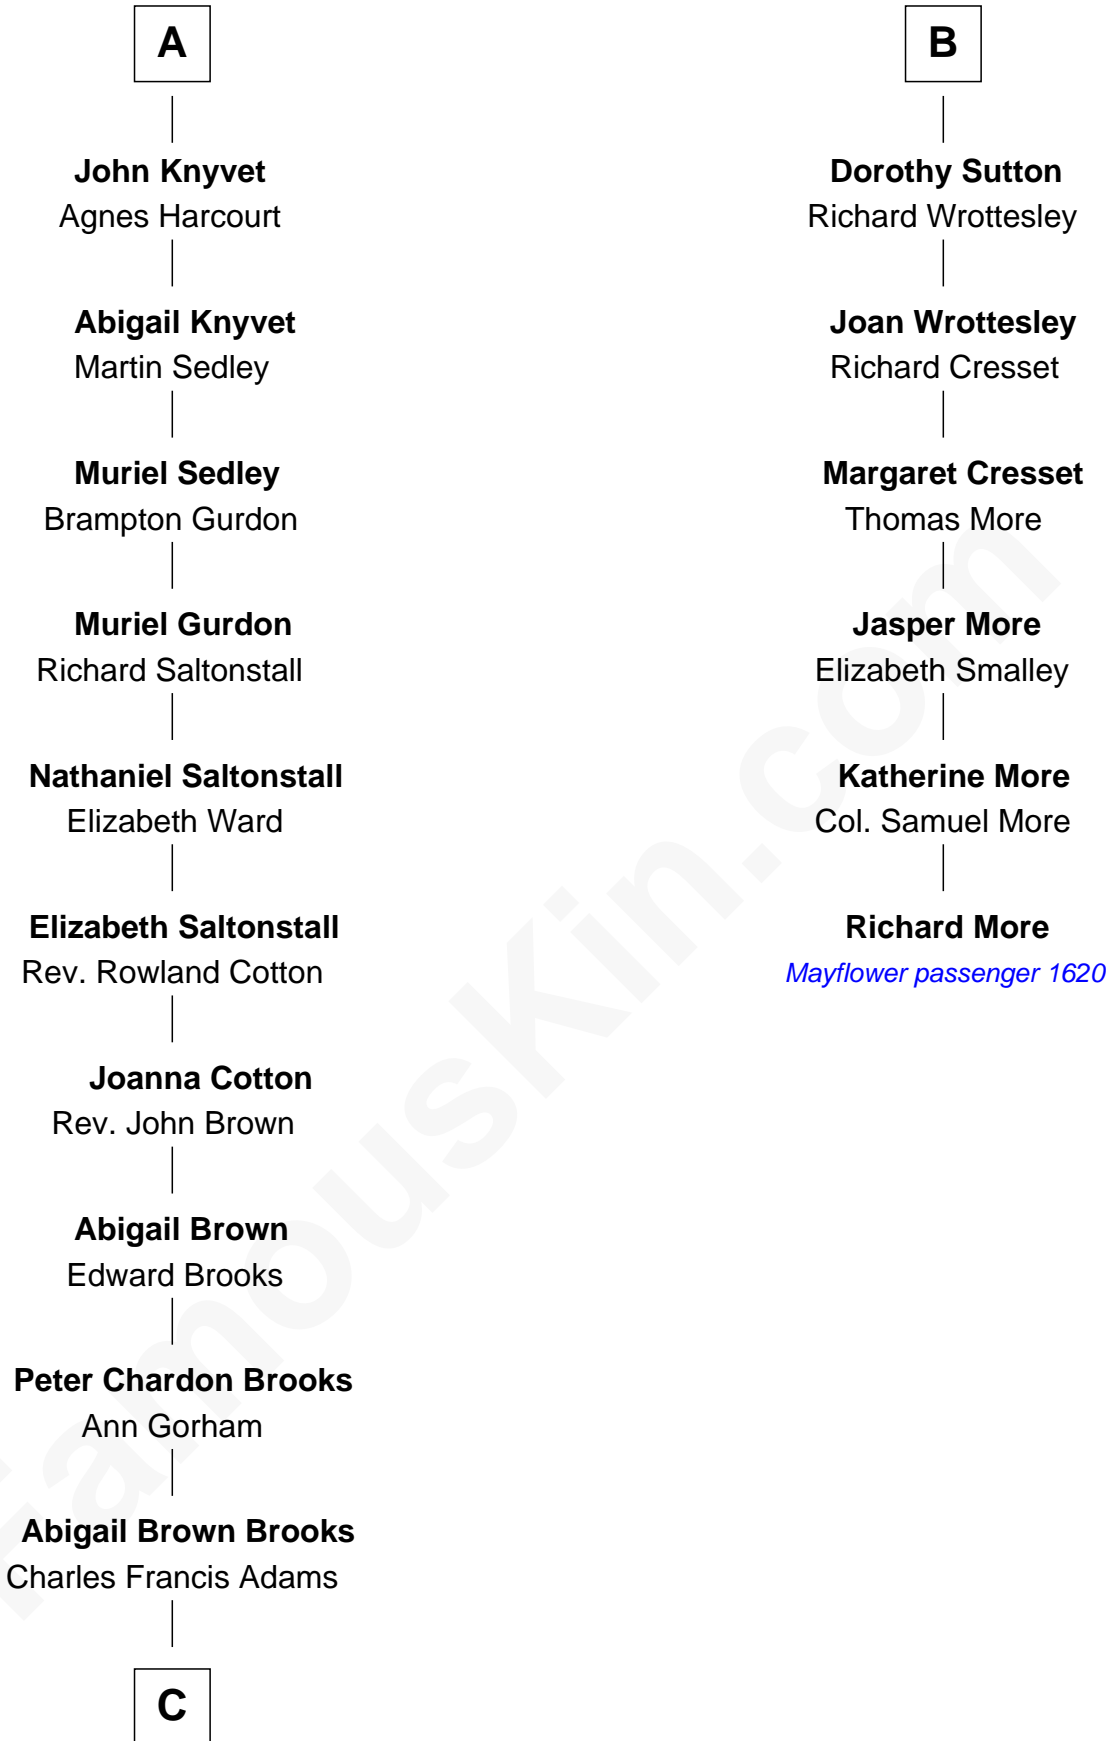 A
John Knyvet
Agnes Harcourt
Abigail Knyvet
Martin Sedley
Muriel Sedley
Brampton Gurdon
Muriel Gurdon
Richard Saltonstall
Nathaniel Saltonstall
Elizabeth Ward
Elizabeth Saltonstall
Rev. Rowland Cotton
Joanna Cotton
Rev. John Brown
Abigail Brown
Edward Brooks
Peter Chardon Brooks
Ann Gorham
Abigail Brown Brooks
Charles Francis Adams
C
B
Dorothy Sutton
Richard Wrottesley
Joan Wrottesley
Richard Cresset
Margaret Cresset
Thomas More
Jasper More
Elizabeth Smalley
Katherine More
Col. Samuel More
Richard More
Mayflower passenger 1620
FamousKin.com